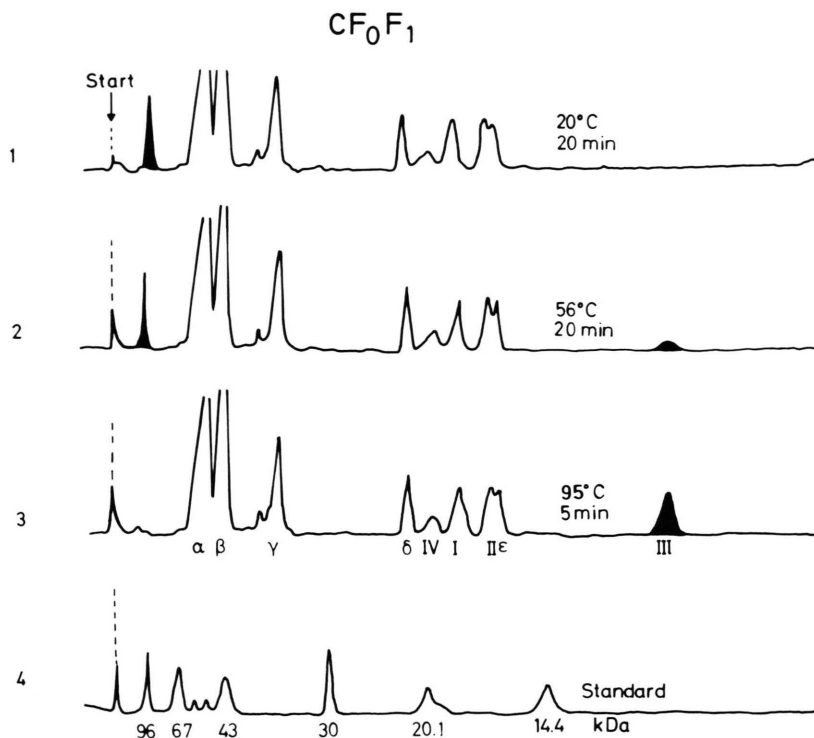 CF₀F₁
Start
1
20°C
20 min
2
56°C
20 min
3
95°C
5 min
α β γ δ IV I II ε III
4
Standard
96 67 43 30 20.1 14.4 kDa